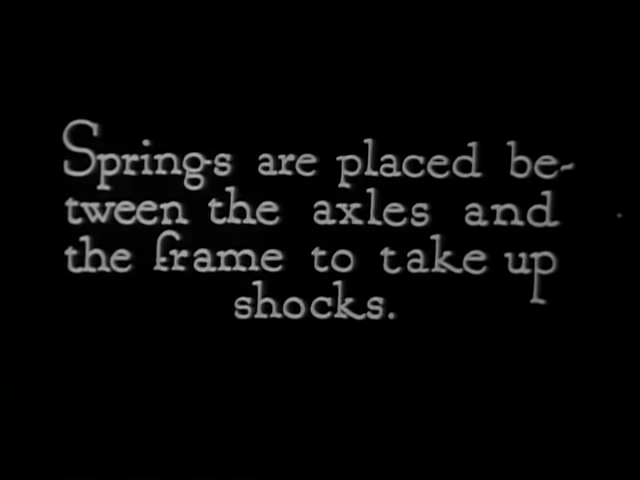 Springs are placed be-
tween the axles and
the frame to take up
shocks.